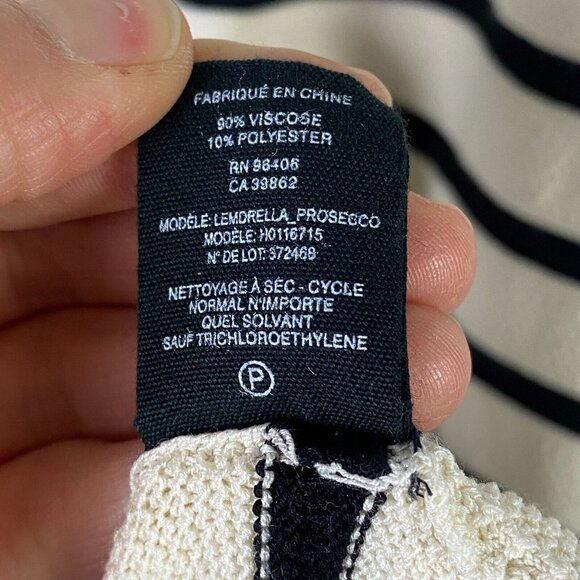 FABRIQUÉ EN CHINE
90% VISCOSE
10% POLYESTER
RN 96406
CA 39862
MODÈLE: LEMDRELLA_PROSECCO
MODÈLE: H0116715
N° DE LOT: 372468
NETTOYAGE À SEC - CYCLE
NORMAL N'IMPORTE
QUEL SOLVANT
SAUF TRICHLOROETHYLENE
P